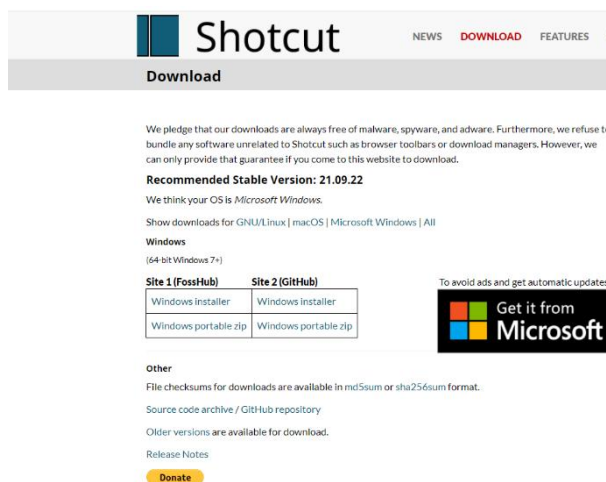 Shotcut
NEWS DOWNLOAD FEATURES
Download
We pledge that our downloads are always free of malware, spyware, and adware. Furthermore, we refuse to
bundle any software unrelated to Shotcut such as browser toolbars or download managers. However, we
can only provide that guarantee if you come to this website to download.
Recommended Stable Version: 21.09.22
We think your OS is Microsoft Windows.
Show downloads for GNU/Linux | macOS | Microsoft Windows | All
Windows
(64-bit Windows 7+)
Site 1 (FossHub) Site 2 (GitHub) To avoid ads and get automatic updates
Windows installer Windows installer
Get it from
Microsoft
Windows portable zip Windows portable zip
Other
File checksums for downloads are available in md5sum or sha256sum format.
Source code archive / GitHub repository
Older versions are available for download.
Release Notes
Donate